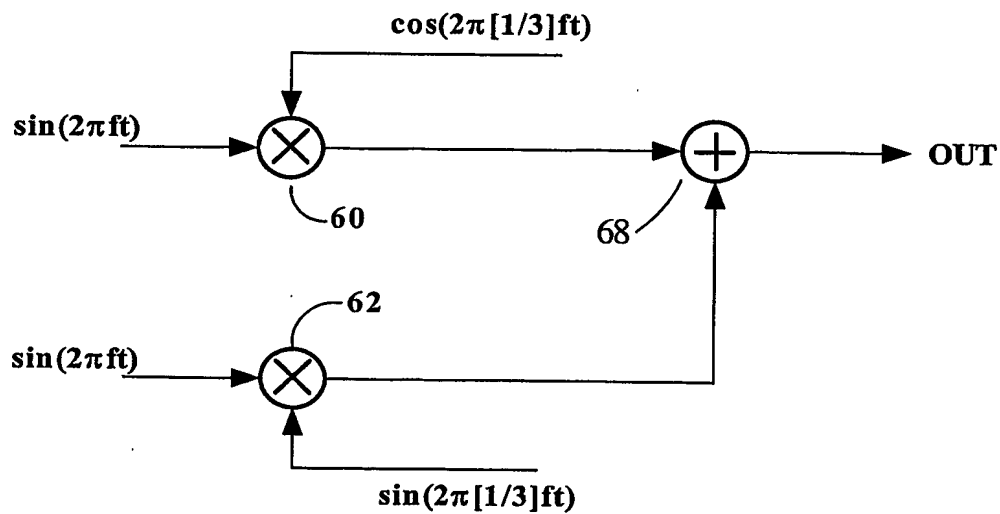 cos(2π[1/3]ft)
sin(2πft)
OUT
60
68
62
sin(2πft)
sin(2π[1/3]ft)